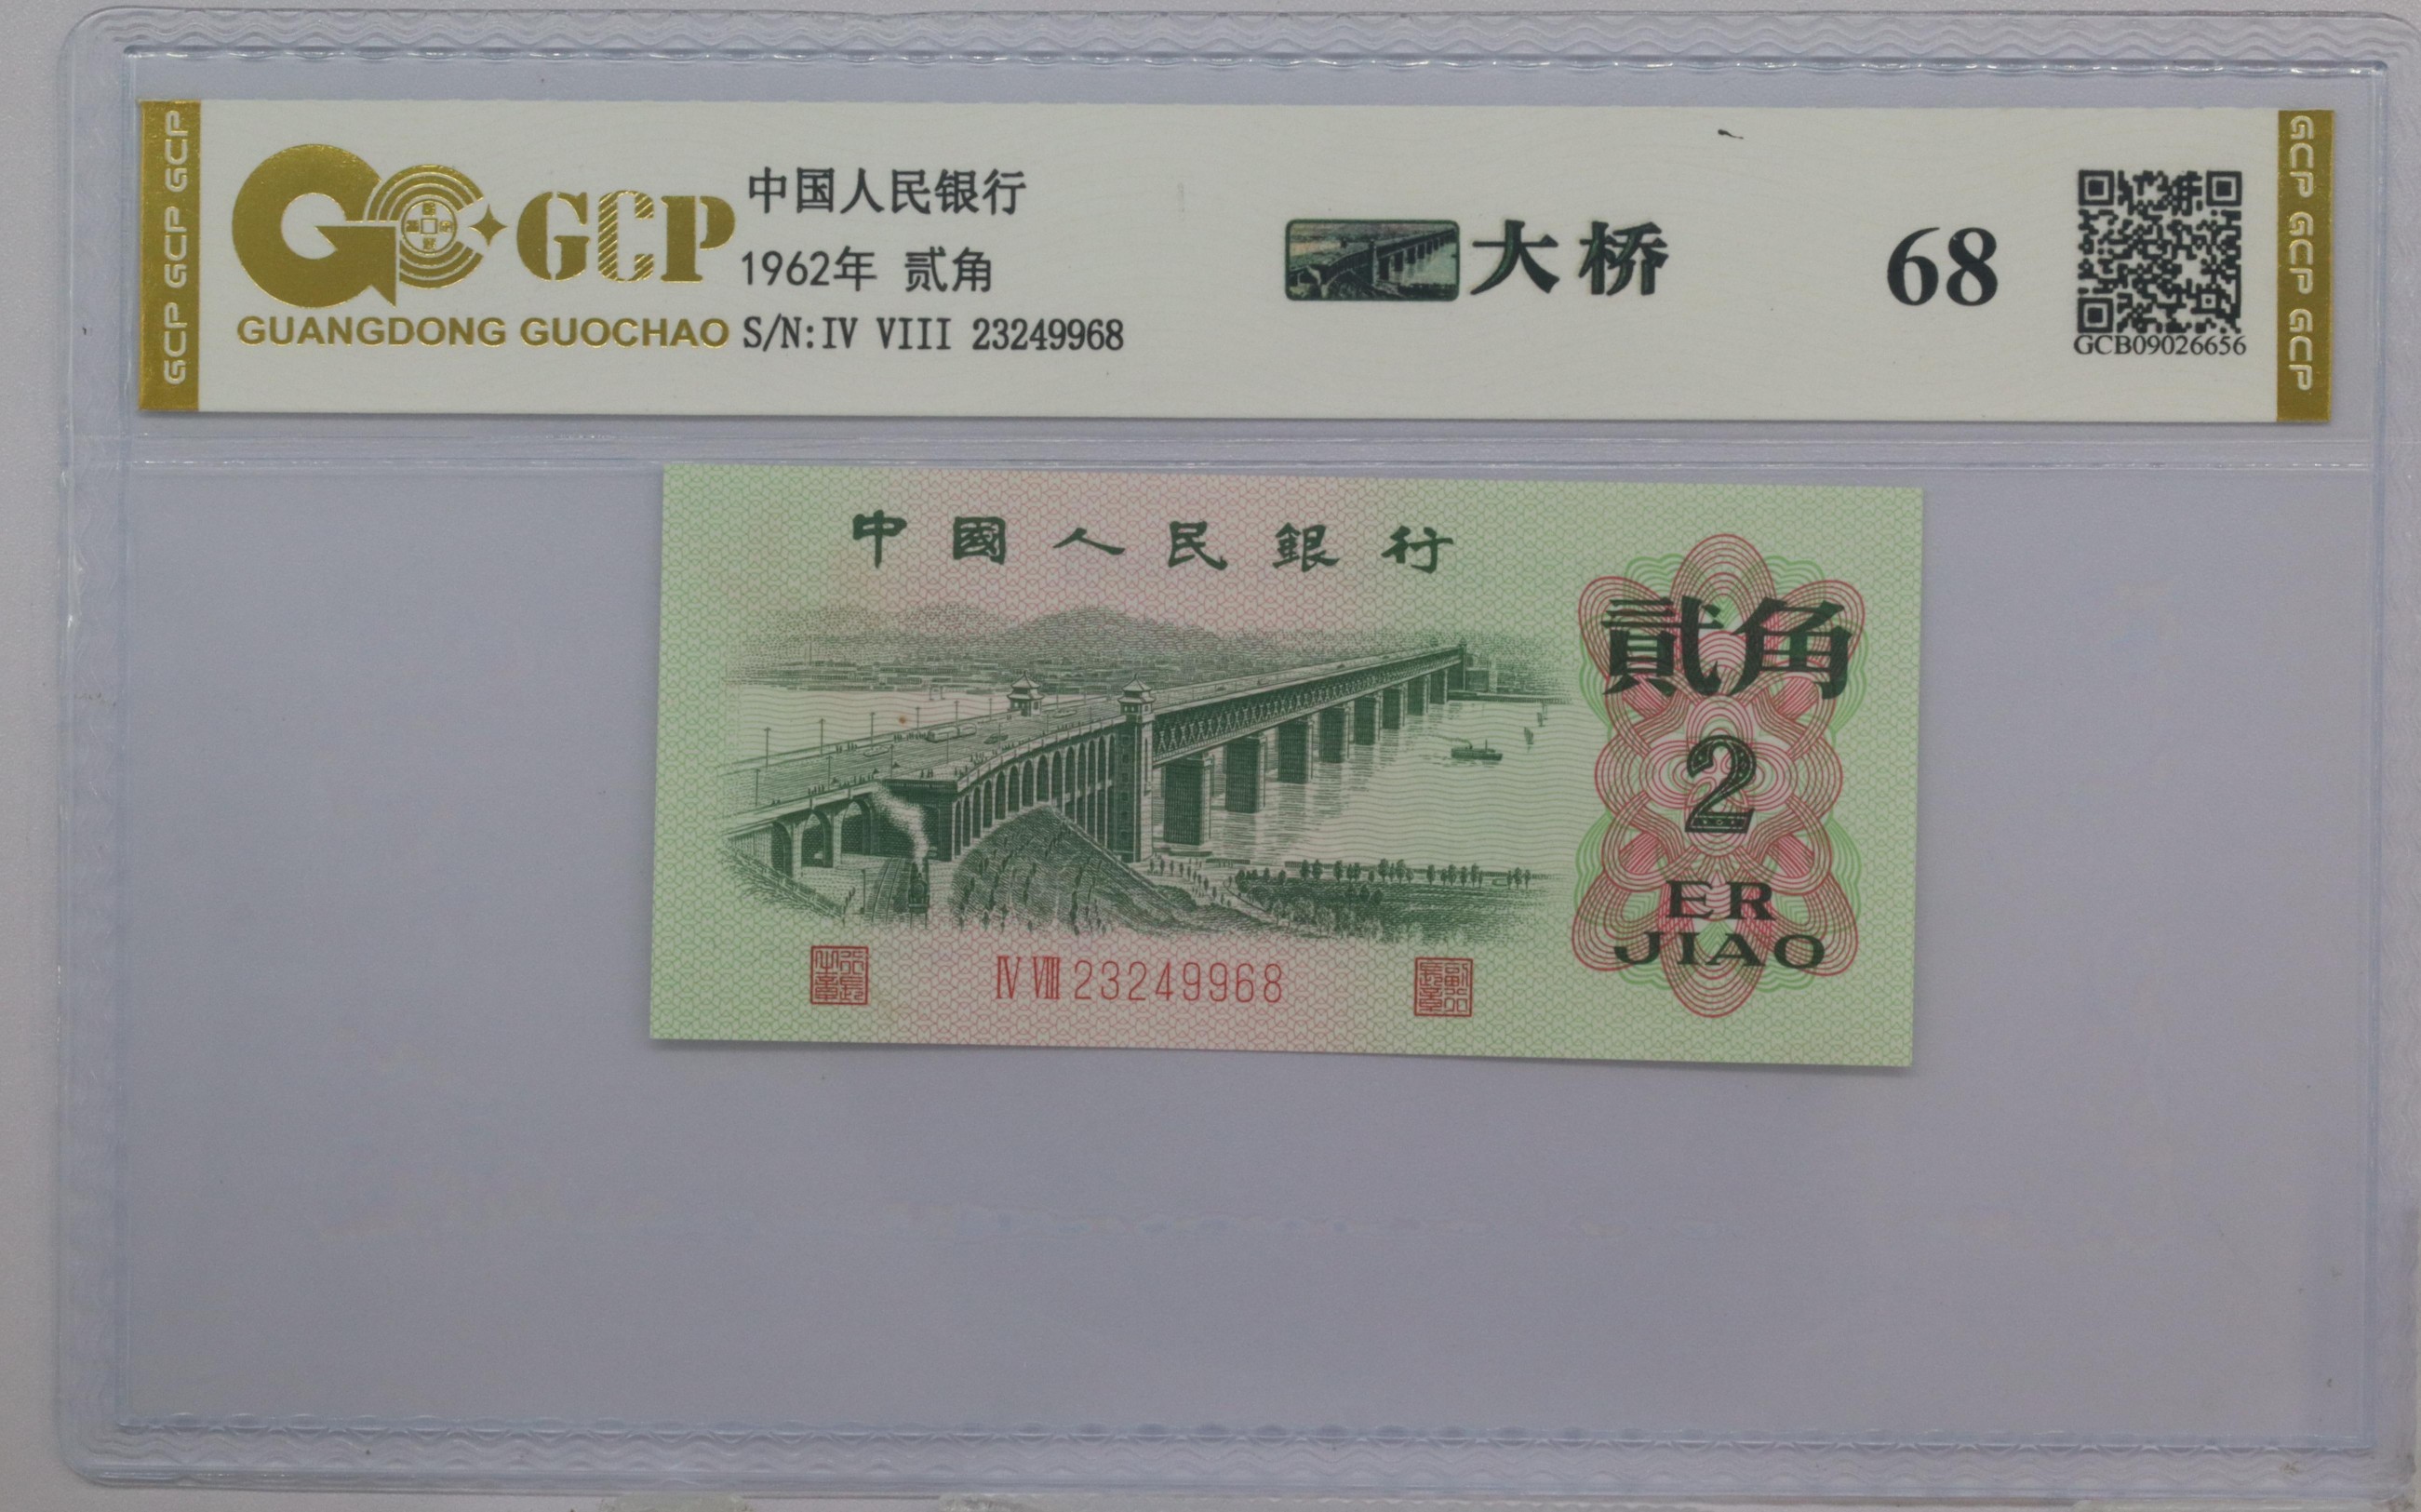 GCP GCP GCP
GCP
GUANGDONG GUOCHAO
中国人民银行
1962年 贰角
S/N:IV VIII 23249968
大桥
68
GCB09026656
GCP GCP GCP
中國人民銀行
貳角
2
ER
JIAO
IV VIII 23249968